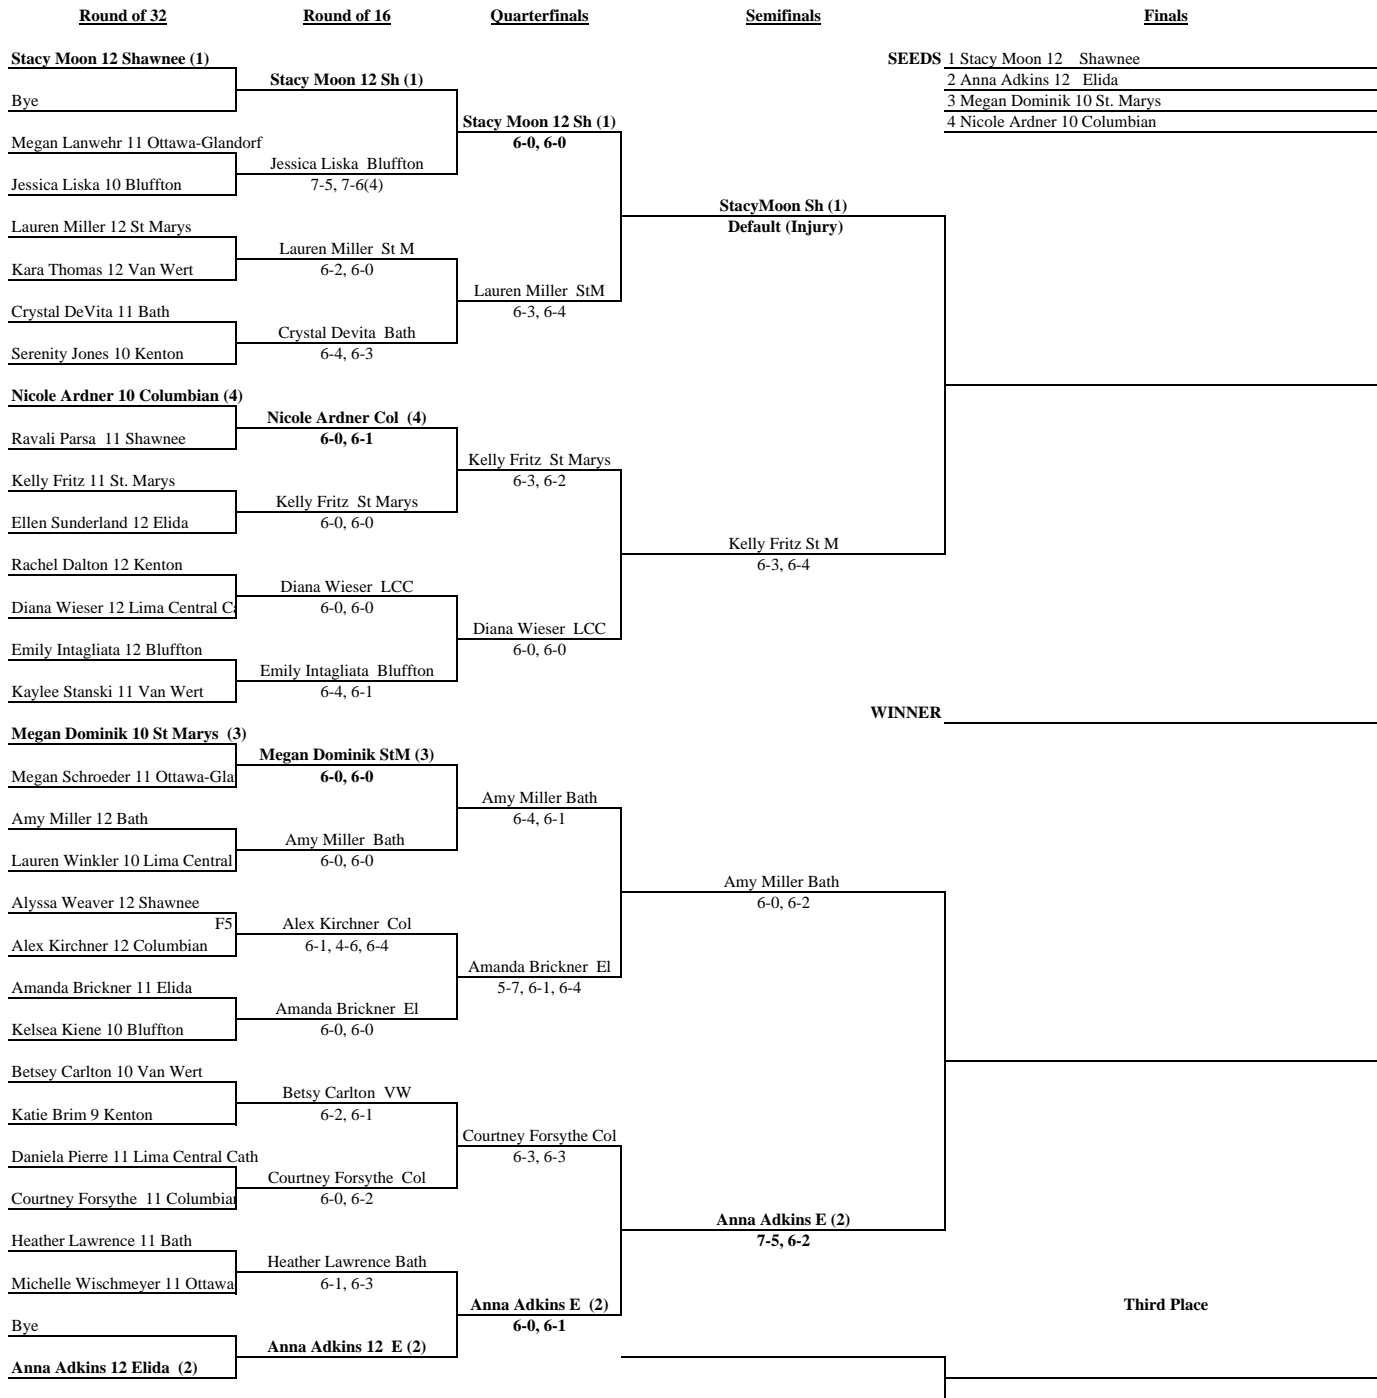 Round of 32
Round of 16
Quarterfinals
Semifinals
Finals
Stacy Moon 12 Shawnee (1)
Bye
Megan Lanwehr 11 Ottawa-Glandorf
Jessica Liska 10 Bluffton
Lauren Miller 12 St Marys
Kara Thomas 12 Van Wert
Crystal DeVita 11 Bath
Serenity Jones 10 Kenton
Nicole Ardner 10 Columbian (4)
Ravali Parsa 11 Shawnee
Kelly Fritz 11 St. Marys
Ellen Sunderland 12 Elida
Rachel Dalton 12 Kenton
Diana Wieser 12 Lima Central Ca
Emily Intagliata 12 Bluffton
Kaylee Stanski 11 Van Wert
Megan Dominik 10 St Marys (3)
Megan Schroeder 11 Ottawa-Gla
Amy Miller 12 Bath
Lauren Winkler 10 Lima Central
Alyssa Weaver 12 Shawnee
F5
Alex Kirchner 12 Columbian
Amanda Brickner 11 Elida
Kelsea Kiene 10 Bluffton
Betsey Carlton 10 Van Wert
Katie Brim 9 Kenton
Daniela Pierre 11 Lima Central Cath
Courtney Forsythe 11 Columbian
Heather Lawrence 11 Bath
Michelle Wischmeyer 11 Ottawa
Bye
Anna Adkins 12 Elida (2)
Stacy Moon 12 Sh (1)
Jessica Liska Bluffton
7-5, 7-6(4)
Lauren Miller St M
6-2, 6-0
Crystal Devita Bath
6-4, 6-3
Nicole Ardner Col (4)
6-0, 6-1
Kelly Fritz St Marys
6-0, 6-0
Diana Wieser LCC
6-0, 6-0
Emily Intagliata Bluffton
6-4, 6-1
Megan Dominik StM (3)
6-0, 6-0
Amy Miller Bath
6-0, 6-0
Alex Kirchner Col
6-1, 4-6, 6-4
Amanda Brickner El
6-0, 6-0
Betsy Carlton VW
6-2, 6-1
Courtney Forsythe Col
6-0, 6-2
Heather Lawrence Bath
6-1, 6-3
Anna Adkins 12 E (2)
Stacy Moon 12 Sh (1)
6-0, 6-0
Lauren Miller StM
6-3, 6-4
Kelly Fritz St Marys
6-3, 6-2
Diana Wieser LCC
6-0, 6-0
Amy Miller Bath
6-4, 6-1
Amanda Brickner El
5-7, 6-1, 6-4
Courtney Forsythe Col
6-3, 6-3
Anna Adkins E (2)
6-0, 6-1
StacyMoon Sh (1)
Default (Injury)
Kelly Fritz St M
6-3, 6-4
Amy Miller Bath
6-0, 6-2
Anna Adkins E (2)
7-5, 6-2
SEEDS 1 Stacy Moon 12 Shawnee
2 Anna Adkins 12 Elida
3 Megan Dominik 10 St. Marys
4 Nicole Ardner 10 Columbian
WINNER
Third Place